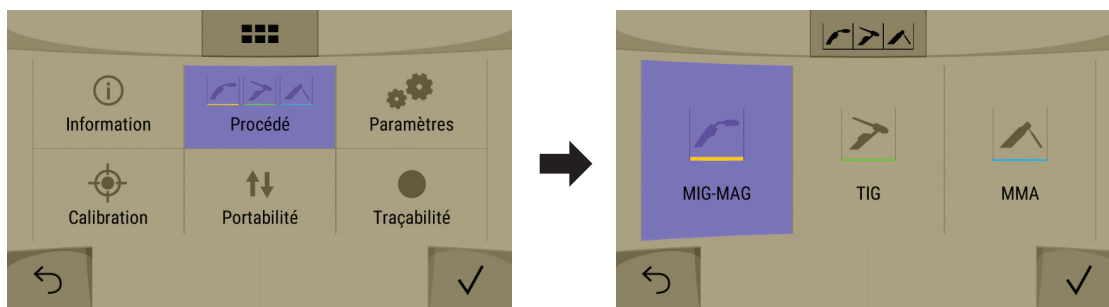 Information
Procédé
Paramètres
Calibration
Portabilité
Traçabilité
MIG-MAG
TIG
MMA